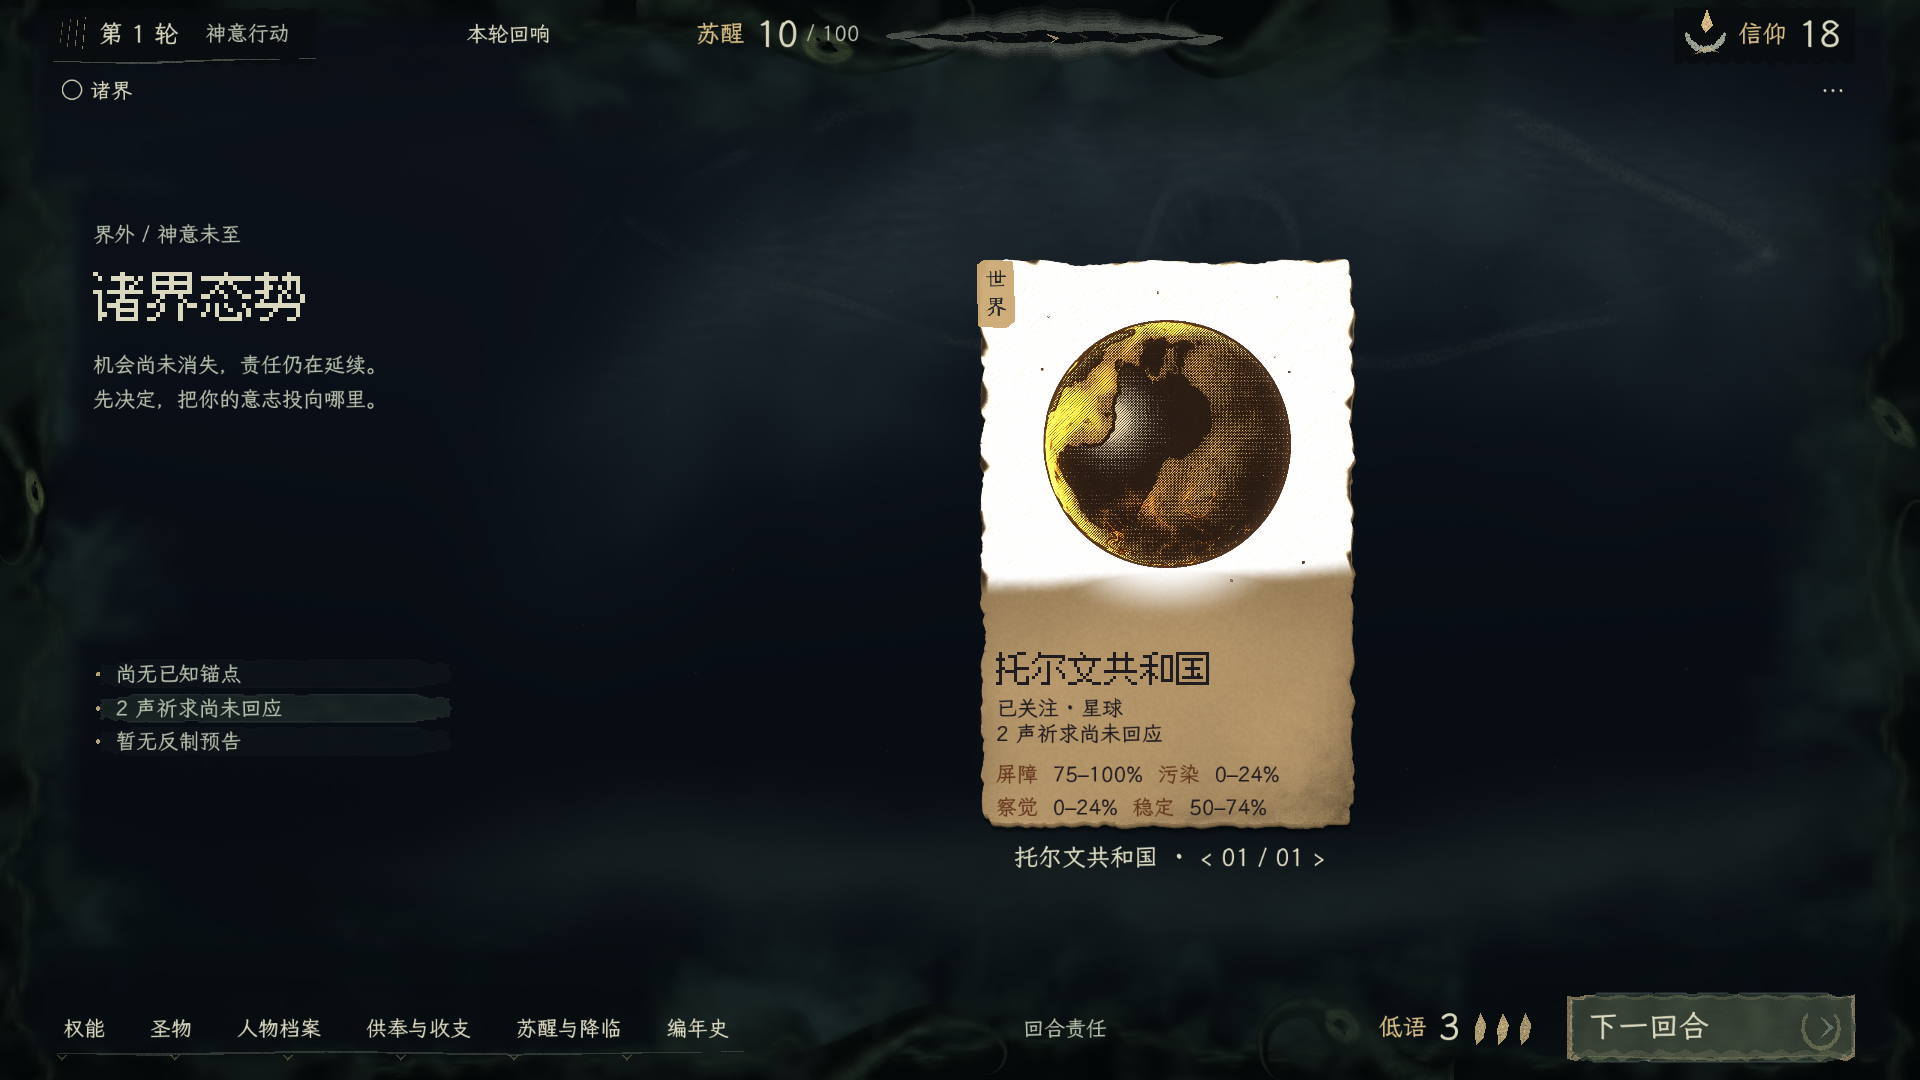 第 1 轮 神意行动
本轮回响
苏醒 10 / 100
信仰 18
诸界
...
界外 / 神意未至
诸界态势
机会尚未消失，责任仍在延续。
先决定，把你的意志投向哪里。
· 尚无已知锚点
· 2 声祈求尚未回应
· 暂无反制预告
世界
托尔文共和国
已关注 · 星球
2 声祈求尚未回应
屏障 75–100% 污染 0–24%
察觉 0–24% 稳定 50–74%
托尔文共和国 · < 01 / 01 >
权能 圣物 人物档案 供奉与收支 苏醒与降临 编年史
回合责任
低语 3
下一回合